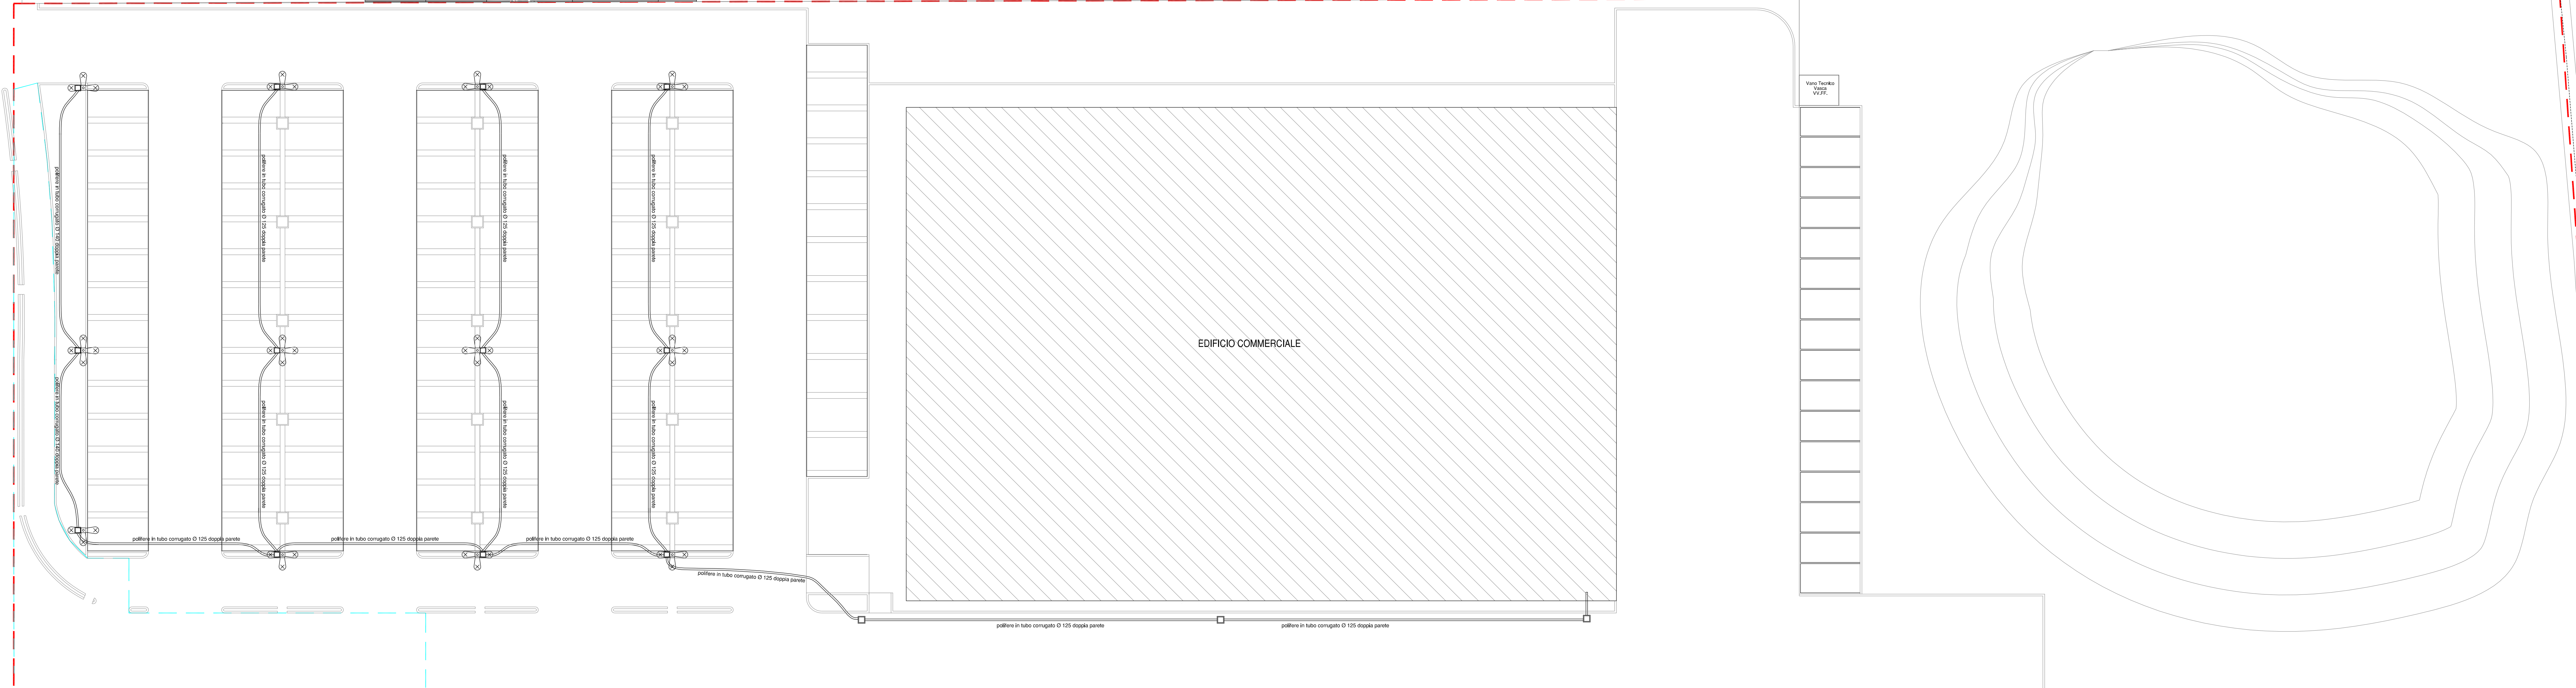 Vano Tecnico
Vasca
VV.FF.
polifere in tubo corrugato Ø 140 doppia parete
polifere in tubo corrugato Ø 125 doppia parete
polifere in tubo corrugato Ø 125 doppia parete
polifere in tubo corrugato Ø 125 doppia parete
EDIFICIO COMMERCIALE
polifere in tubo corrugato Ø 140 doppia parete
polifere in tubo corrugato Ø 125 doppia parete
polifere in tubo corrugato Ø 125 doppia parete
polifere in tubo corrugato Ø 125 doppia parete
polifere in tubo corrugato Ø 125 doppia parete
polifere in tubo corrugato Ø 125 doppia parete
polifere in tubo corrugato Ø 125 doppia parete
polifere in tubo corrugato Ø 125 doppia parete
polifere in tubo corrugato Ø 125 doppia parete
polifere in tubo corrugato Ø 125 doppia parete